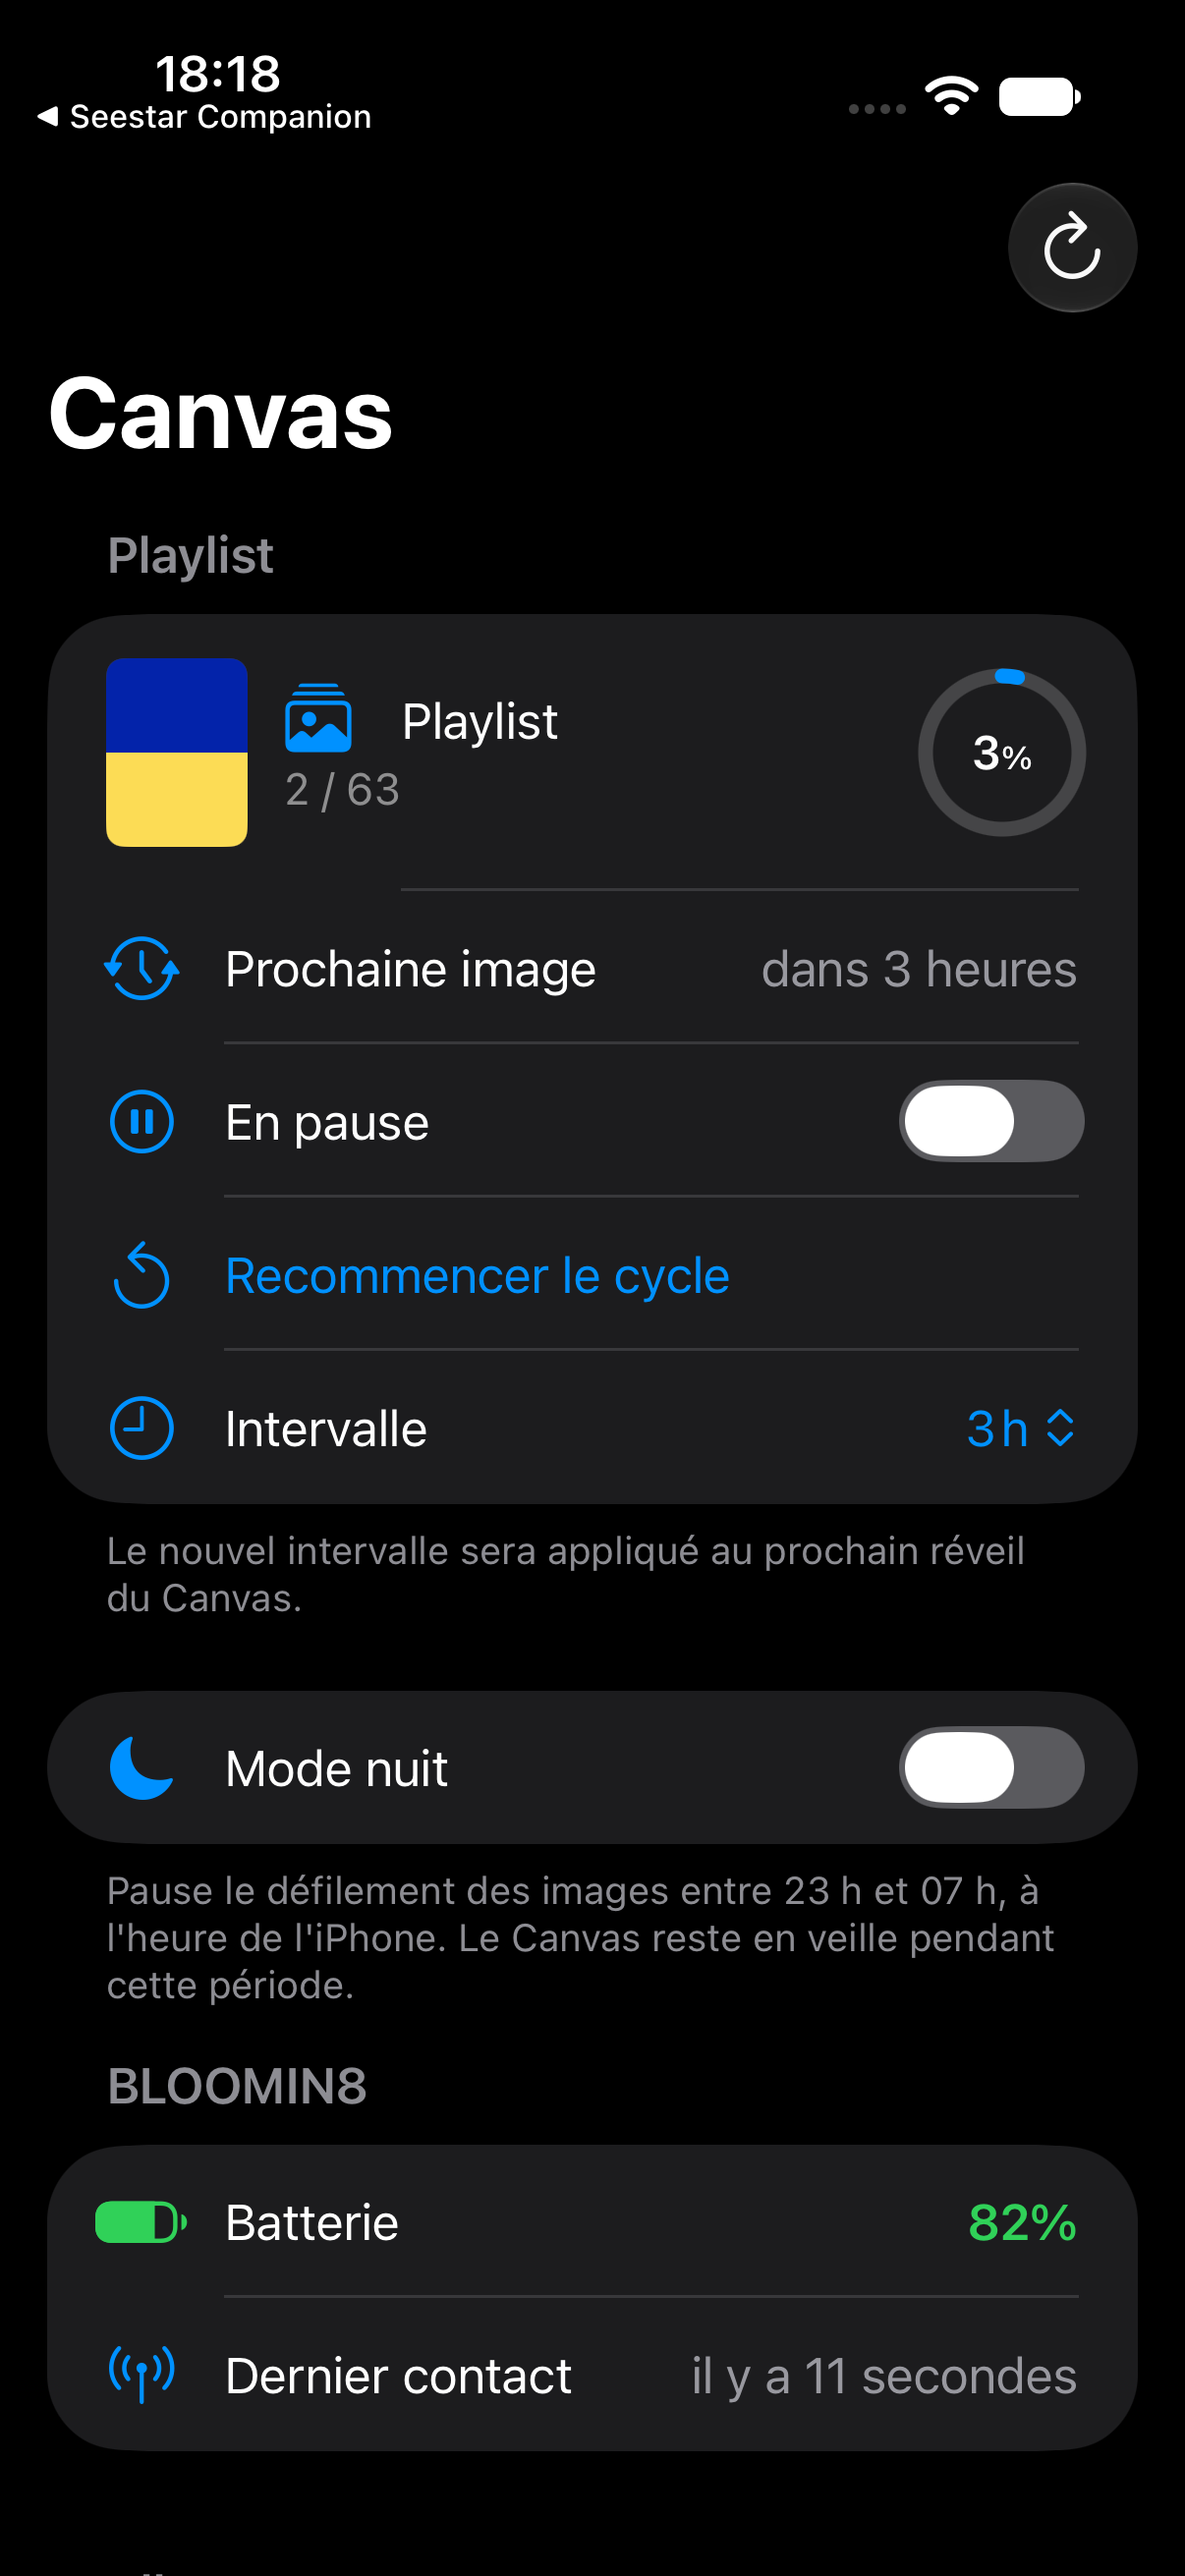 18:18
Seestar Companion
Canvas
Playlist
Playlist
2 / 63
3%
Prochaine image
dans 3 heures
En pause
Recommencer le cycle
Intervalle
3 h
Le nouvel intervalle sera appliqué au prochain réveil
du Canvas.
Mode nuit
Pause le défilement des images entre 23 h et 07 h, à
l'heure de l'iPhone. Le Canvas reste en veille pendant
cette période.
BLOOMIN8
Batterie
82%
Dernier contact
il y a 11 secondes